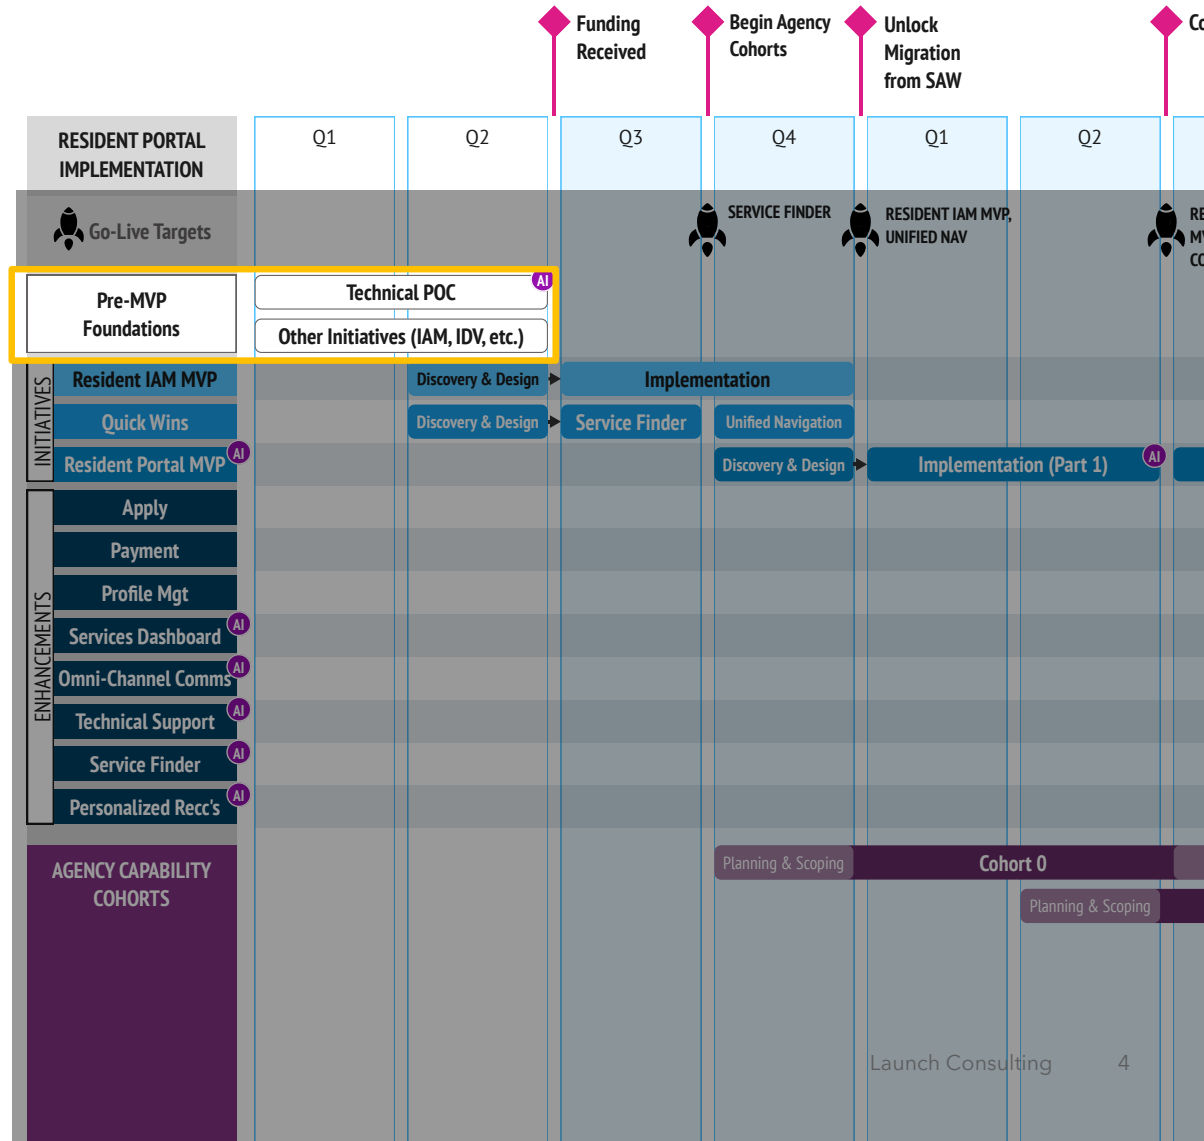 Funding
Received
Begin Agency
Cohorts
Unlock
Migration
from SAW
Co
RESIDENT PORTAL
IMPLEMENTATION
Q1
Q2
Q3
Q4
Q1
Q2
Go-Live Targets
SERVICE FINDER
RESIDENT IAM MVP,
UNIFIED NAV
RE
MV
CO
Pre-MVP
Foundations
Technical POC
AI
Other Initiatives (IAM, IDV, etc.)
INITIATIVES
Resident IAM MVP
Discovery & Design
Implementation
Quick Wins
Discovery & Design
Service Finder
Unified Navigation
Resident Portal MVP
AI
Discovery & Design
Implementation (Part 1)
AI
ENHANCEMENTS
Apply
Payment
Profile Mgt
Services Dashboard
AI
Omni-Channel Comms
AI
Technical Support
AI
Service Finder
AI
Personalized Recc's
AI
AGENCY CAPABILITY
COHORTS
Planning & Scoping
Cohort 0
Planning & Scoping
Launch Consulting
4